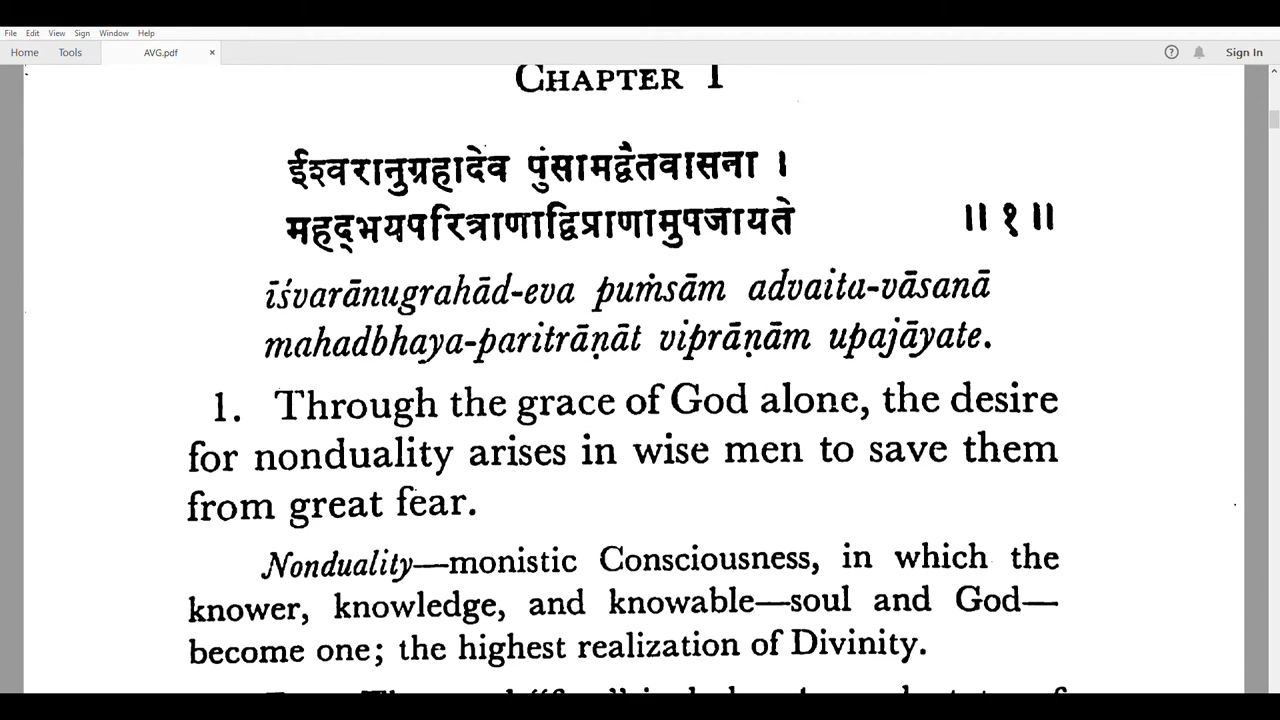 File Edit View Sign Window Help
Home Tools AVG.pdf × ? Sign In
CHAPTER 1
ईश्वरानुग्रहादेव पुंसामद्वैतवासना ।
महद्भयपरित्राणाद्विप्राणामुपजायते ॥ १ ॥
īśvarānugrahād-eva puṁsām advaita-vāsanā
mahadbhaya-paritrāṇāt viprāṇām upajāyate.
1. Through the grace of God alone, the desire
for nonduality arises in wise men to save them
from great fear.
Nonduality—monistic Consciousness, in which the
knower, knowledge, and knowable—soul and God—
become one; the highest realization of Divinity.